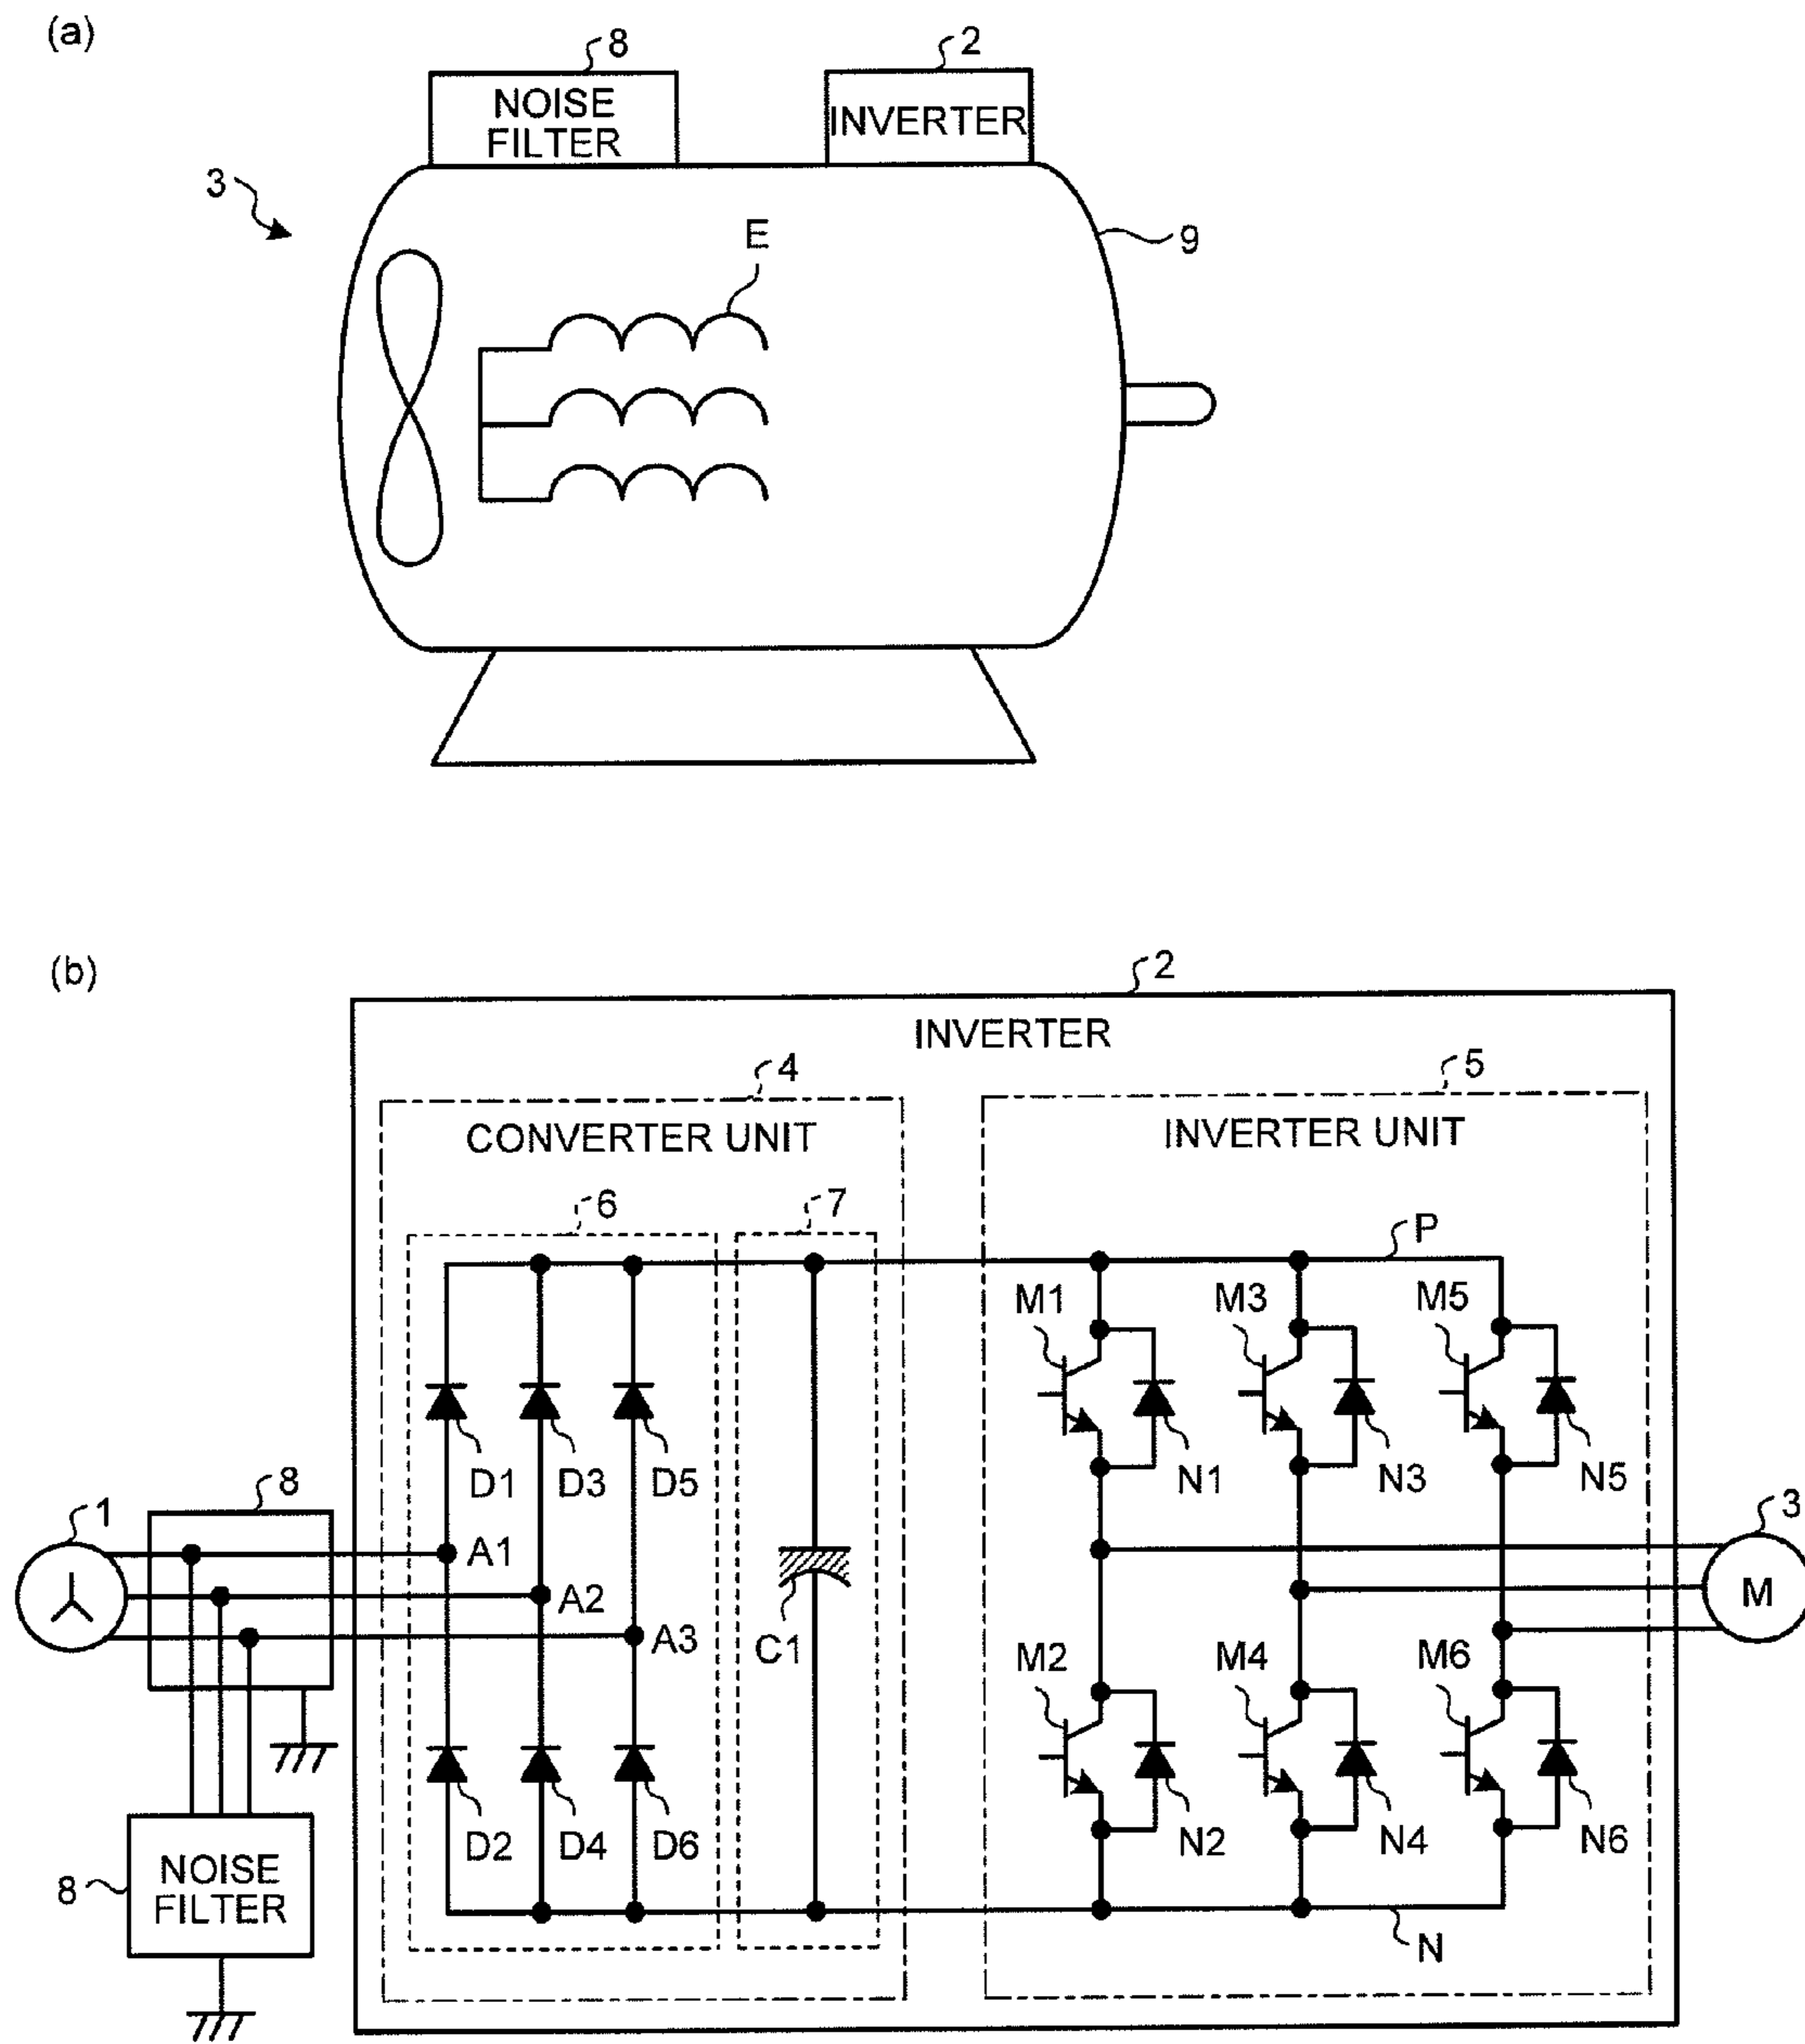 (a)
8
2
NOISE
FILTER
INVERTER
3
E
9
(b)
2
INVERTER
4
5
CONVERTER UNIT
INVERTER UNIT
6
7
P
M1
M3
M5
D1
D3
D5
N1
N3
N5
1
8
3
A1
A2
A3
M
C1
M2
M4
M6
D2
D4
D6
N2
N4
N6
8
NOISE
FILTER
N